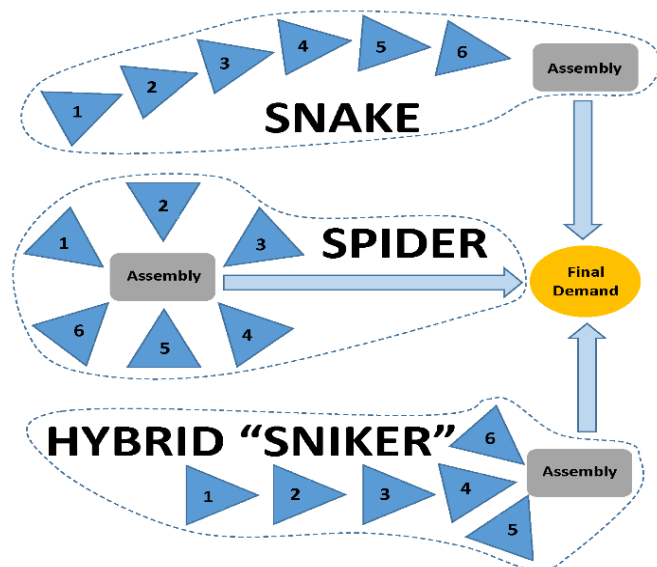 1
2
3
4
5
6
Assembly
SNAKE
1
2
3
Assembly
SPIDER
6
5
4
Final
Demand
HYBRID “SNIKER”
6
1
2
3
4
Assembly
5